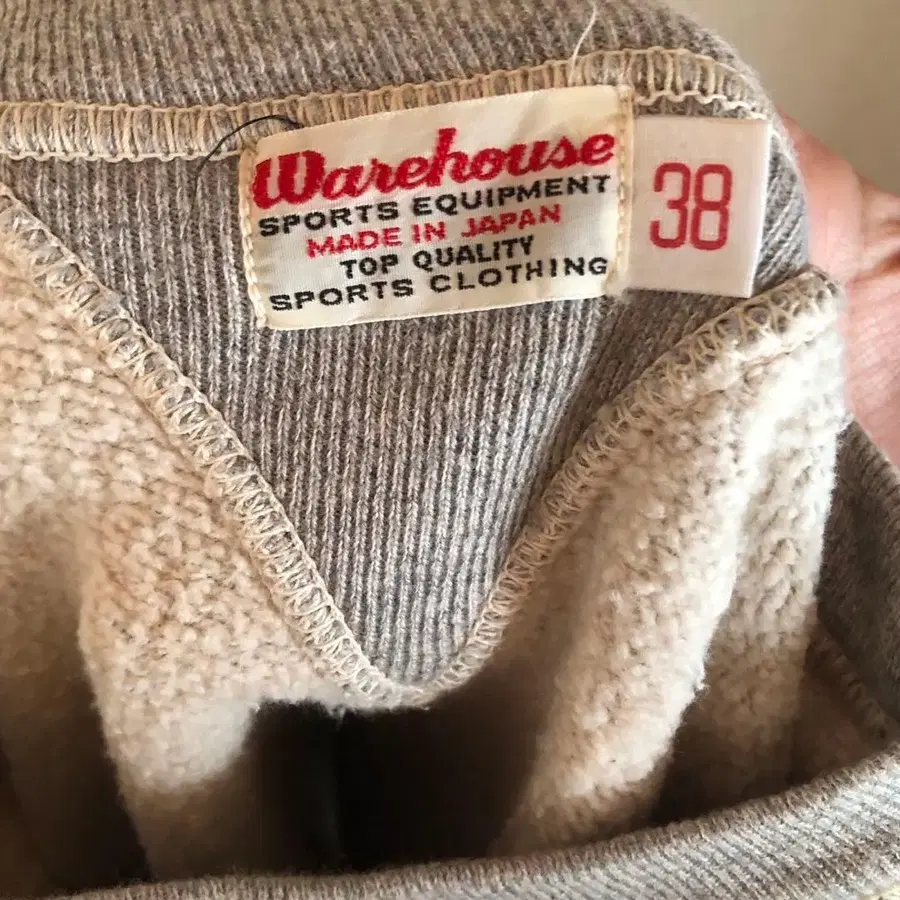 Warehouse
SPORTS EQUIPMENT
MADE IN JAPAN
TOP QUALITY
SPORTS CLOTHING
38